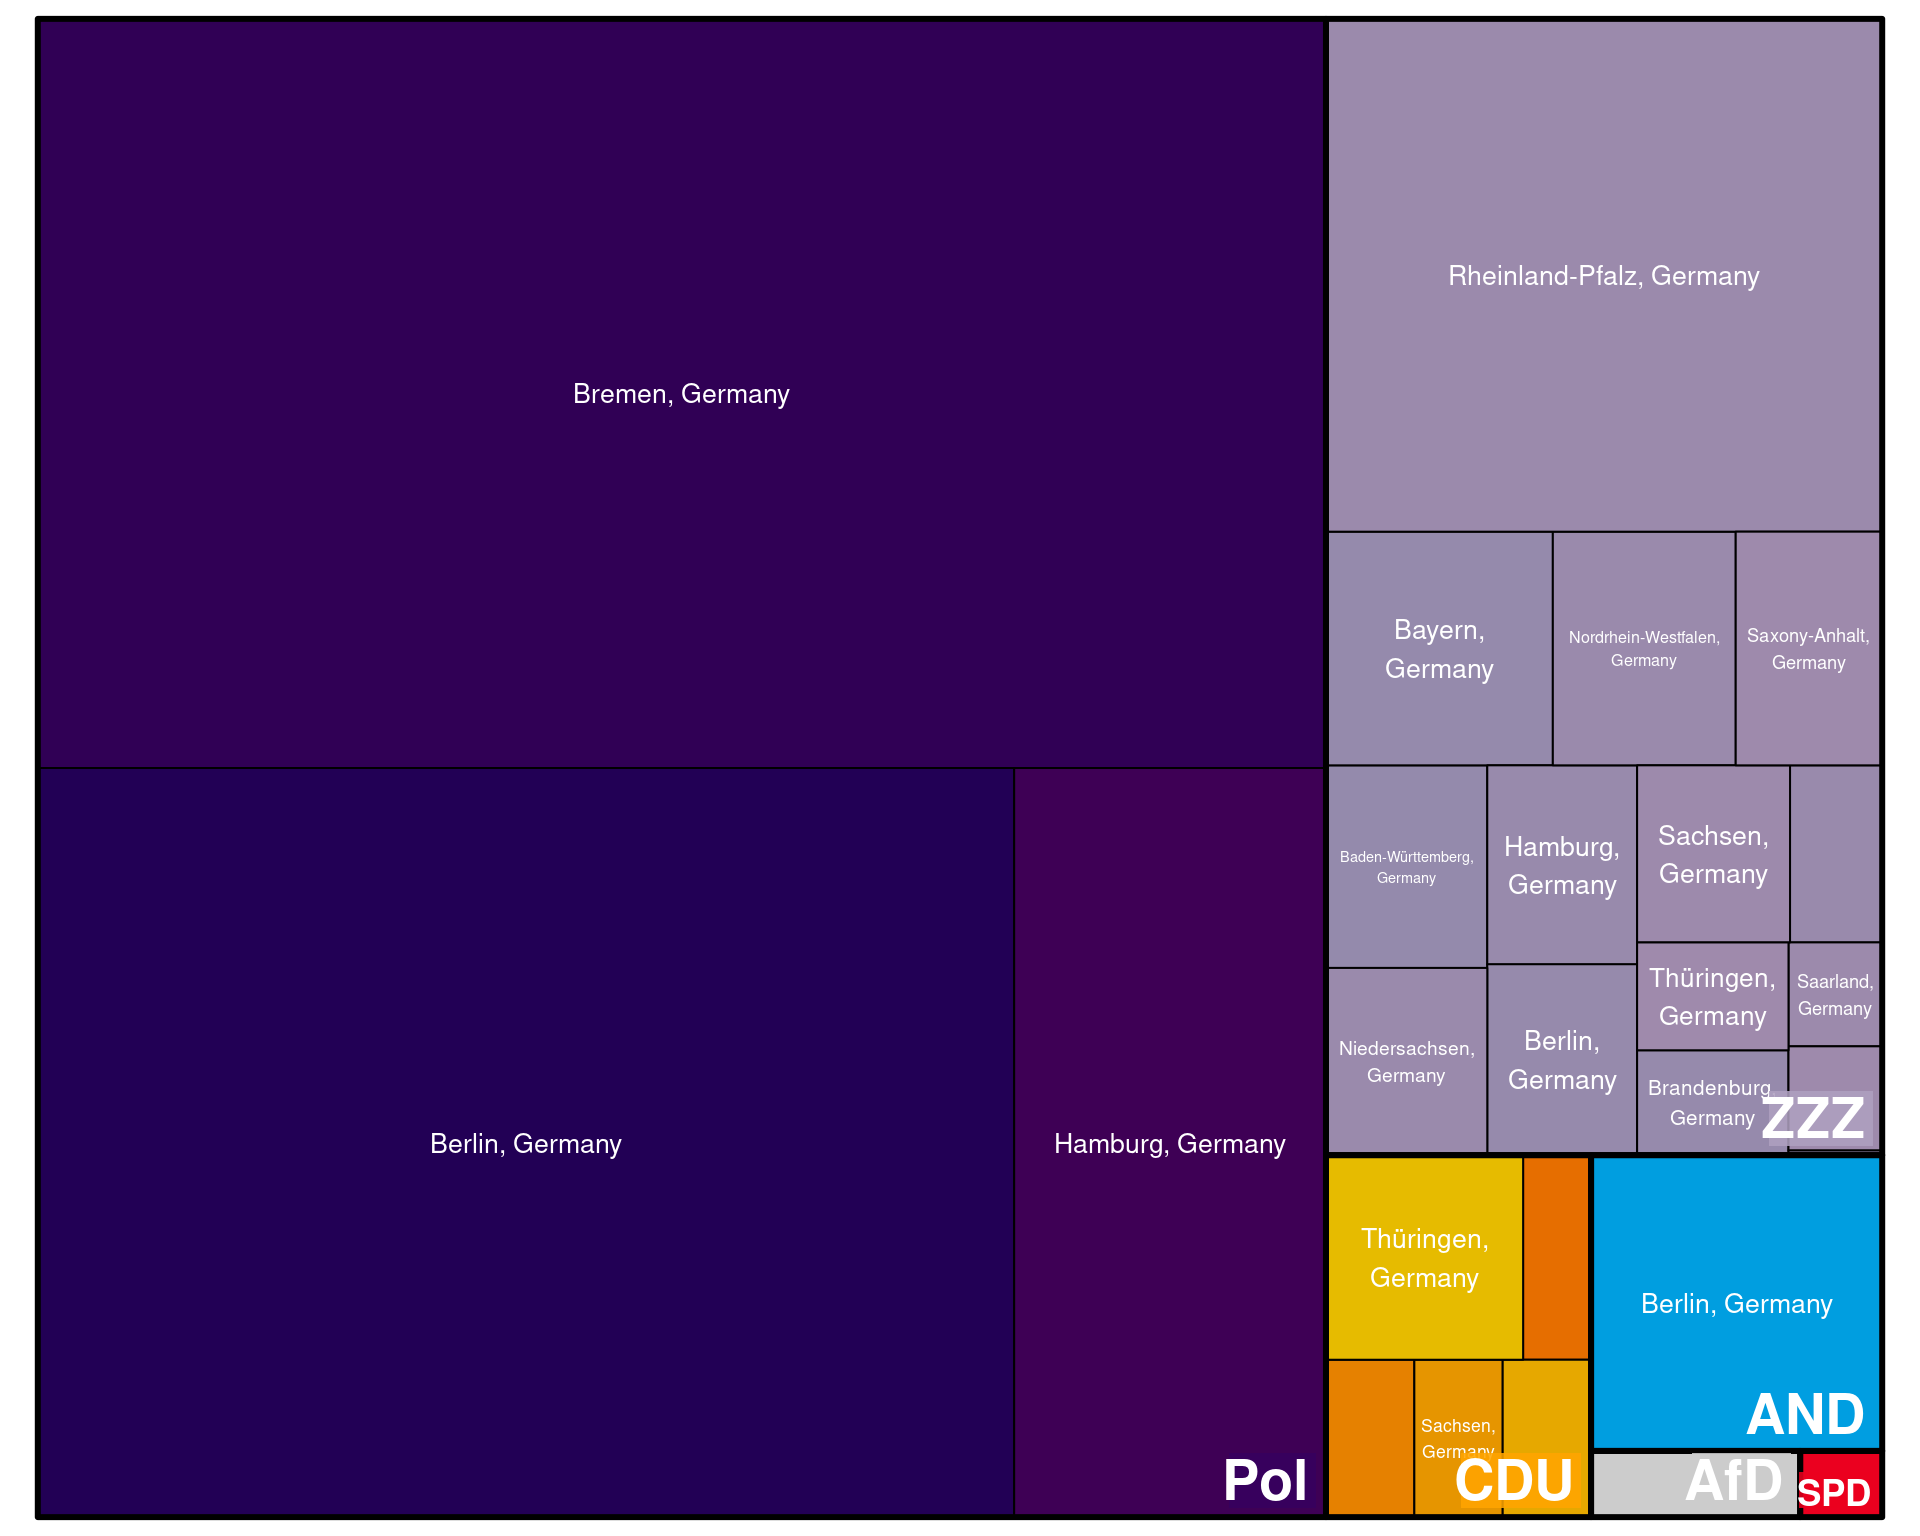 Bremen, Germany
Berlin, Germany
Hamburg, Germany
Pol
Rheinland-Pfalz, Germany
Bayern,
Germany
Nordrhein-Westfalen,
Germany
Saxony-Anhalt,
Germany
Baden-Württemberg,
Germany
Hamburg,
Germany
Sachsen,
Germany
Niedersachsen,
Germany
Berlin,
Germany
Thüringen,
Germany
Saarland,
Germany
Brandenburg,
Germany
ZZZ
Thüringen,
Germany
Sachsen,
Germany
CDU
Berlin, Germany
AND
AfD
SPD